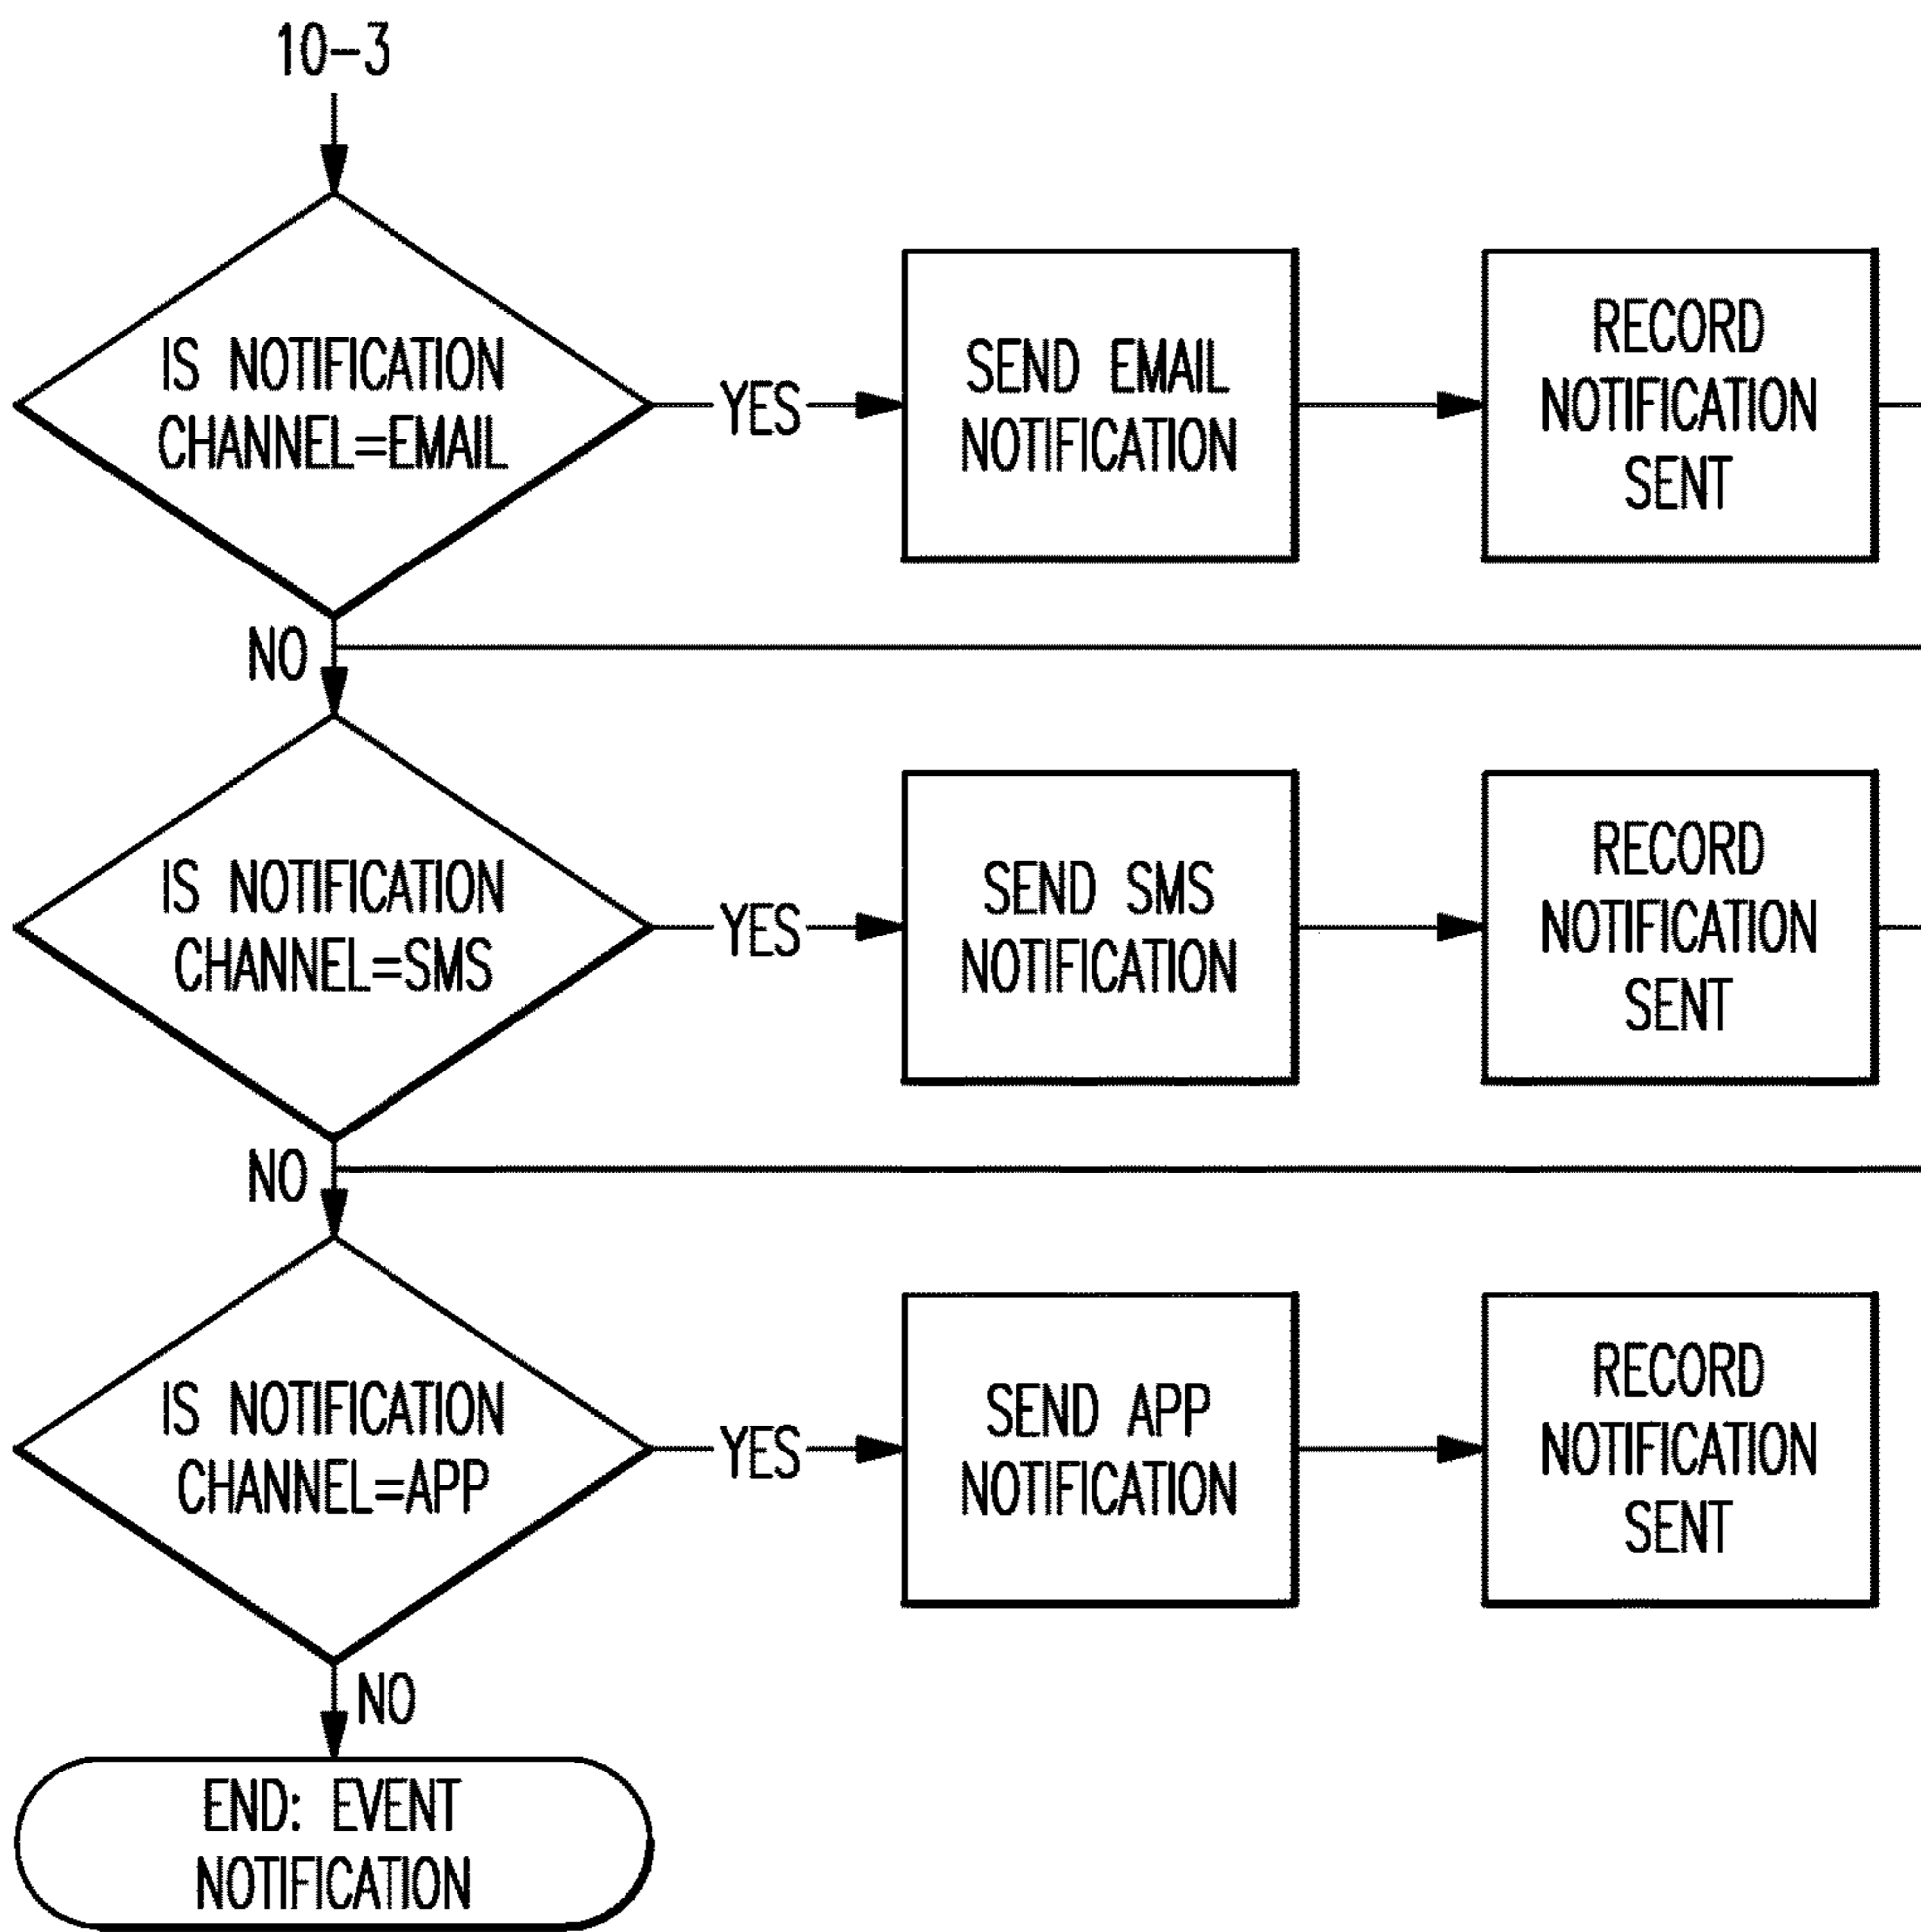 10-3
IS NOTIFICATION
CHANNEL=EMAIL
YES
SEND EMAIL
NOTIFICATION
RECORD
NOTIFICATION
SENT
NO
IS NOTIFICATION
CHANNEL=SMS
YES
SEND SMS
NOTIFICATION
RECORD
NOTIFICATION
SENT
NO
IS NOTIFICATION
CHANNEL=APP
YES
SEND APP
NOTIFICATION
RECORD
NOTIFICATION
SENT
NO
END: EVENT
NOTIFICATION